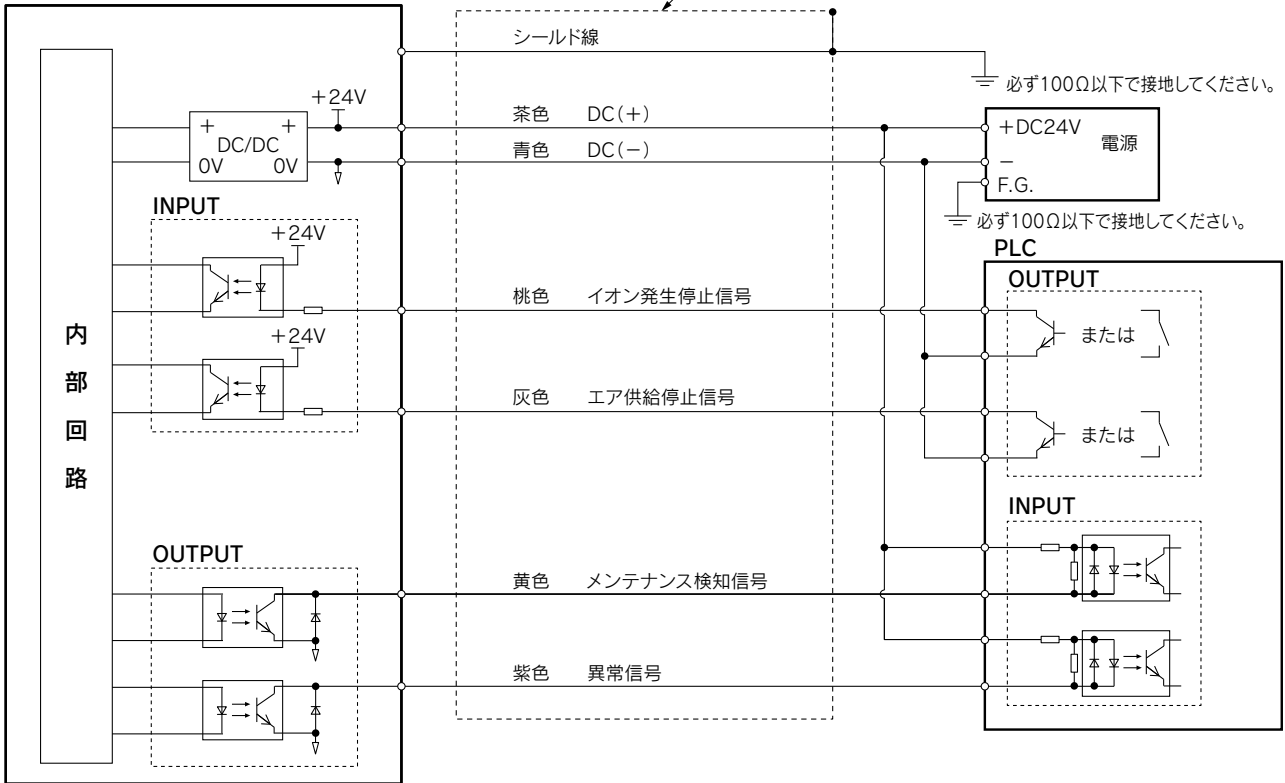 シールド線
必ず100Ω以下で接地してください。
+24V
茶色 DC(+)
+ +
DC/DC
0V 0V
青色 DC(−)
+DC24V
電源
−
F.G.
必ず100Ω以下で接地してください。
INPUT
+24V
PLC
OUTPUT
桃色 イオン発生停止信号
または
+24V
灰色 エア供給停止信号
または
内部回路
INPUT
OUTPUT
黄色 メンテナンス検知信号
紫色 異常信号